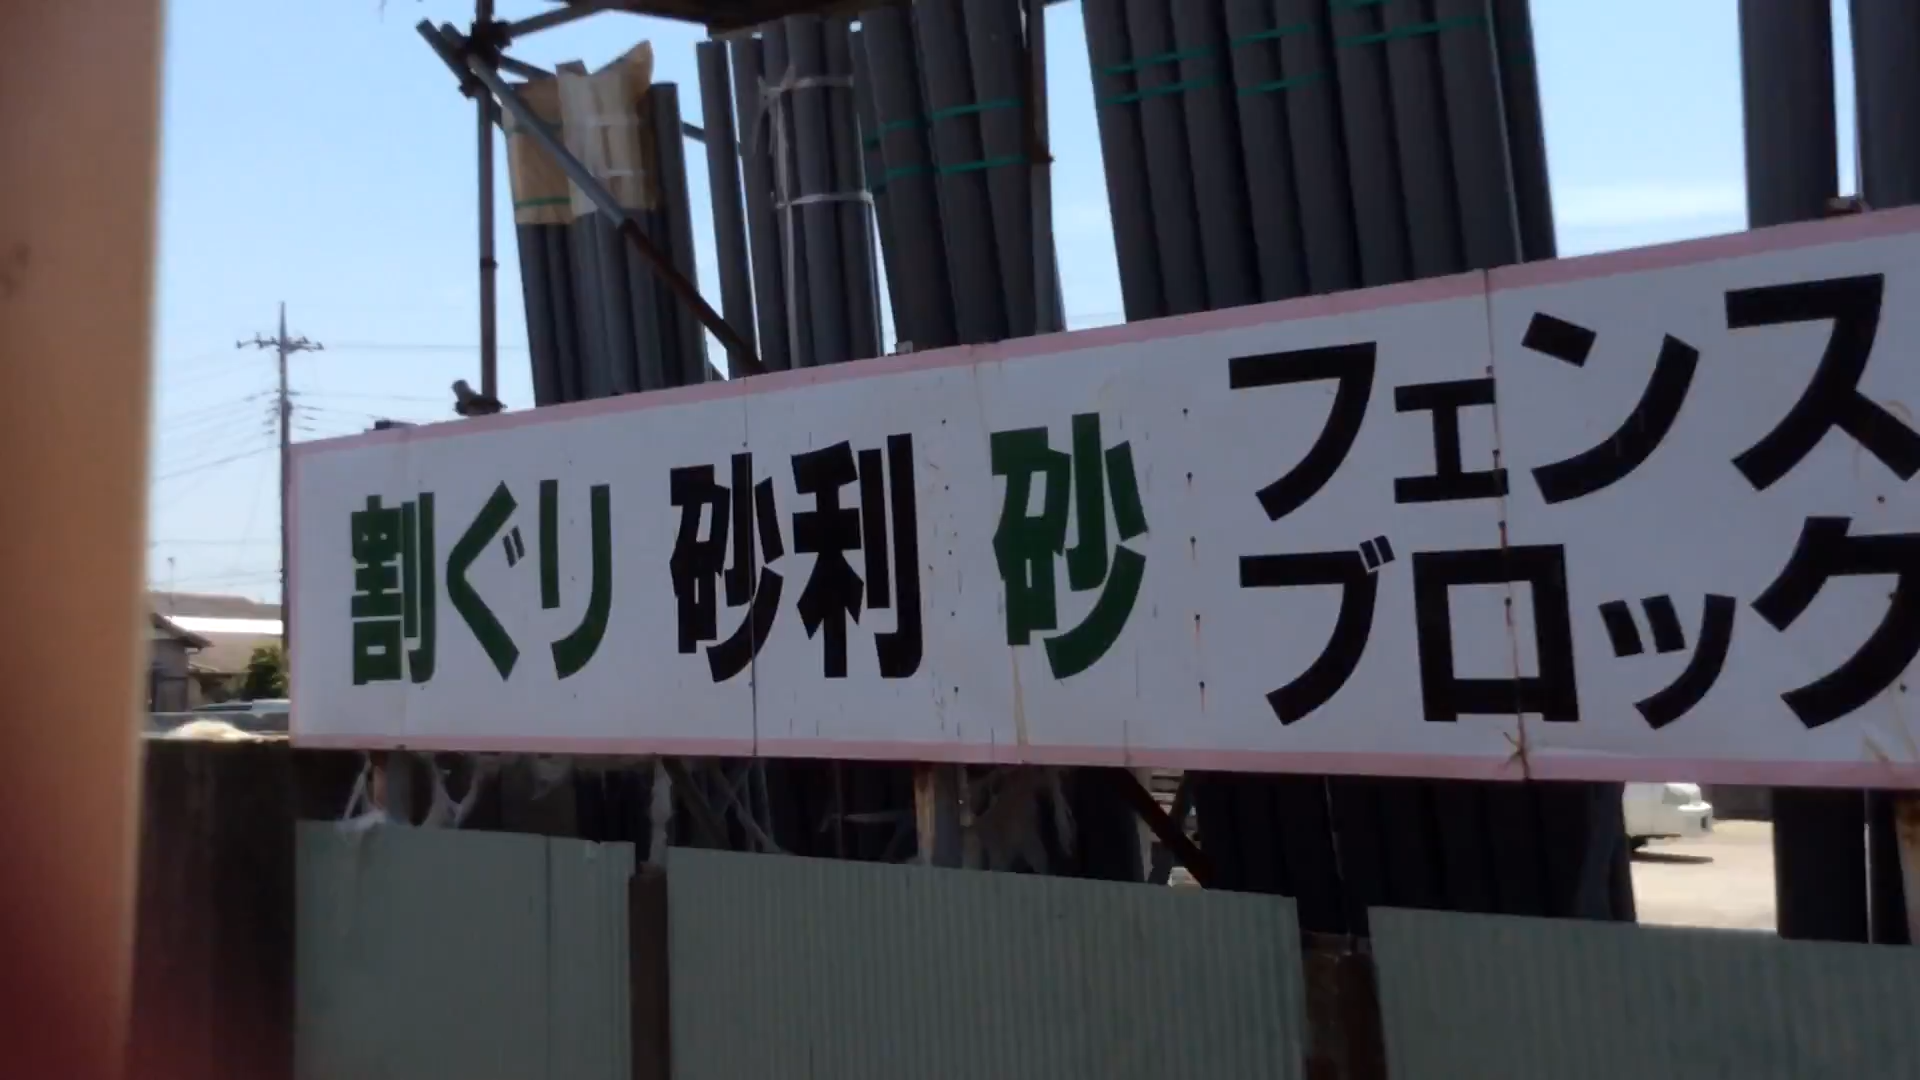 割ぐり 砂利 砂
フェンス
ブロック